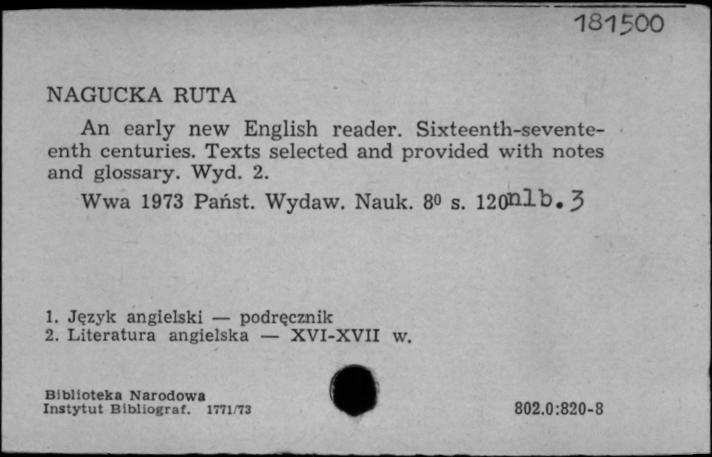 181500
NAGUCKA RUTA
An early new English reader. Sixteenth-sevente-
enth centuries. Texts selected and provided with notes
and glossary. Wyd. 2.
Wwa 1973 Państ. Wydaw. Nauk. 8⁰ s. 120nlb. 3
1. Język angielski — podręcznik
2. Literatura angielska — XVI-XVII w.
Biblioteka Narodowa
Instytut Bibliograf. 1771/73
802.0:820-8